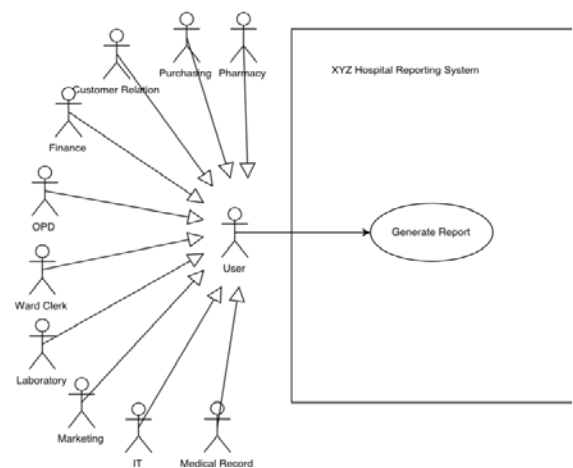 Customer Relation
Purchasing
Pharmacy
XYZ Hospital Reporting System
Finance
OPD
User
Generate Report
Ward Clerk
Laboratory
Marketing
IT
Medical Record